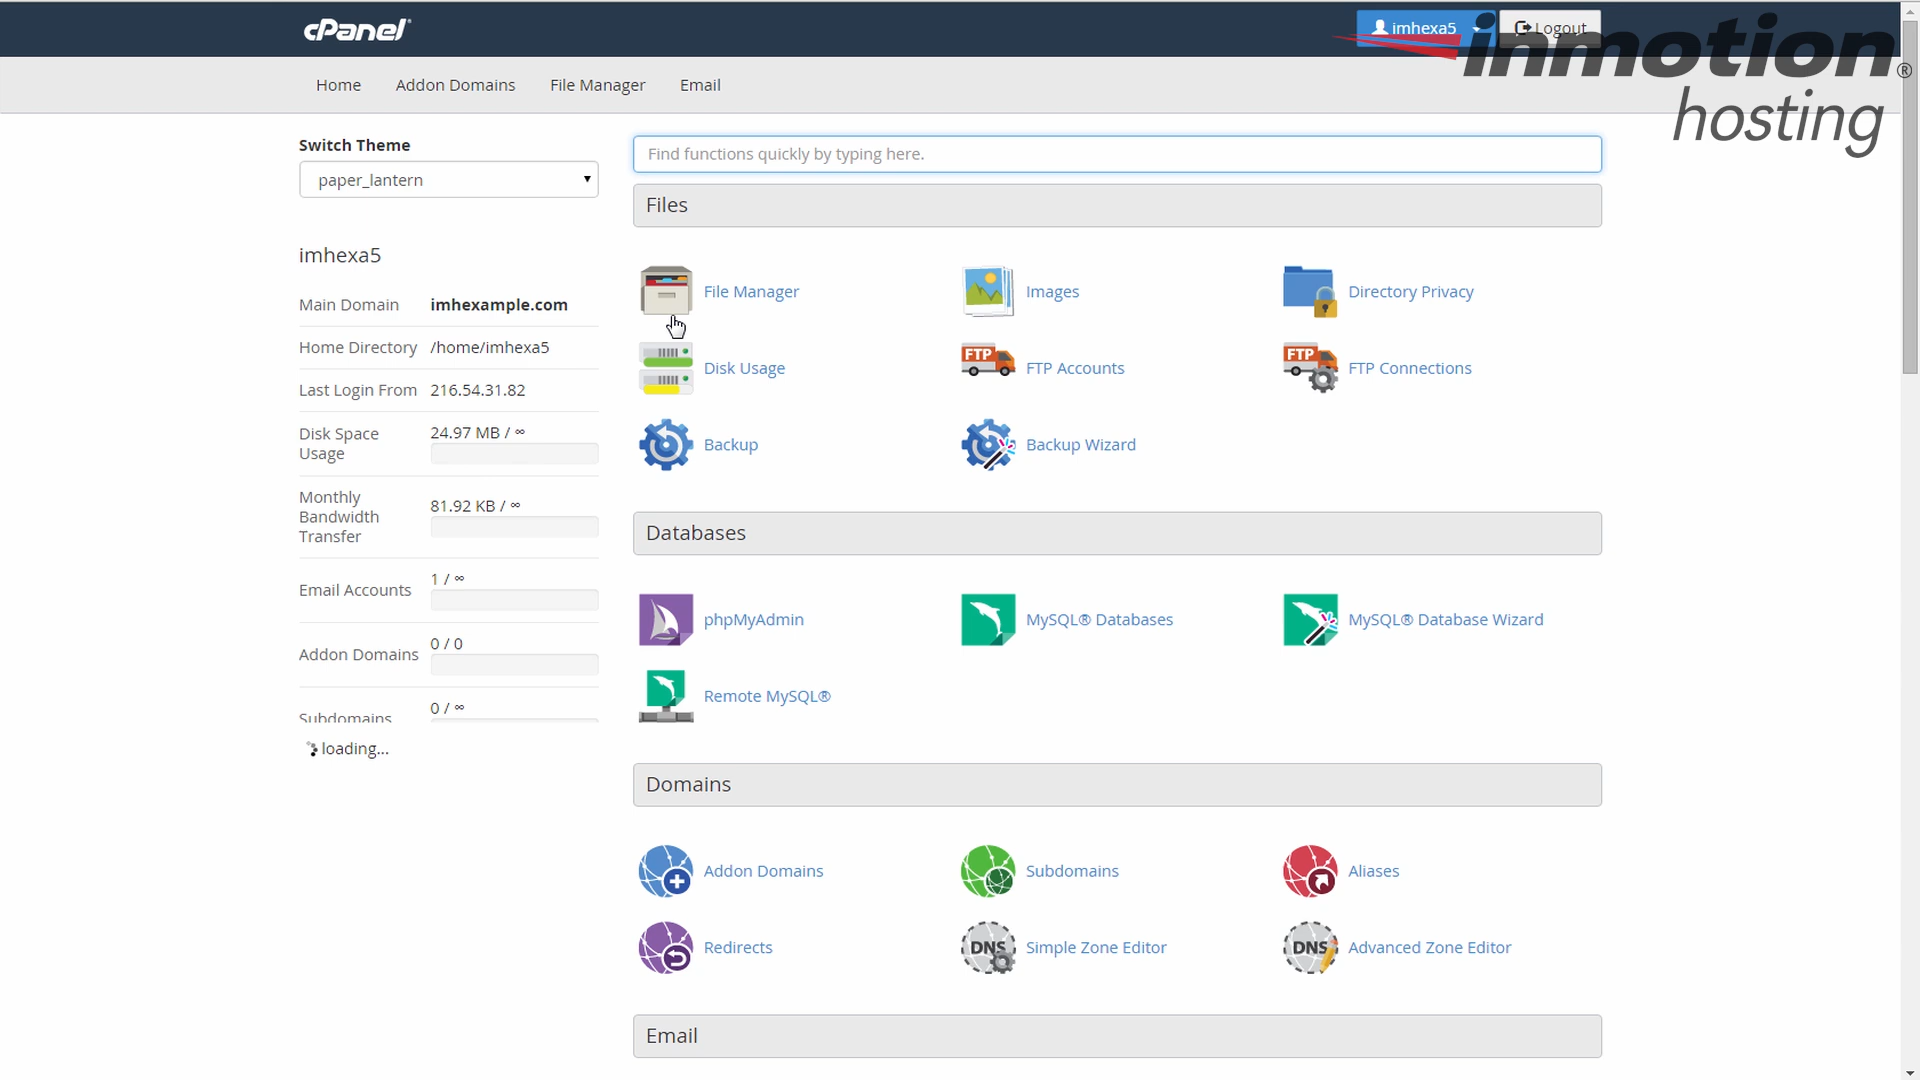 cPanel®
imhexa5
Logout
inmotion®
hosting
Home Addon Domains File Manager Email
Switch Theme
paper_lantern
imhexa5
Main Domain imhexample.com
Home Directory /home/imhexa5
Last Login From 216.54.31.82
Disk Space Usage 24.97 MB / ∞
Monthly Bandwidth Transfer 81.92 KB / ∞
Email Accounts 1 / ∞
Addon Domains 0 / 0
Subdomains 0 / ∞
loading...
Find functions quickly by typing here.
Files
File Manager Images Directory Privacy
Disk Usage FTP FTP Accounts FTP FTP Connections
Backup Backup Wizard
Databases
phpMyAdmin MySQL® Databases MySQL® Database Wizard
Remote MySQL®
Domains
Addon Domains Subdomains Aliases
Redirects DNS Simple Zone Editor DNS Advanced Zone Editor
Email